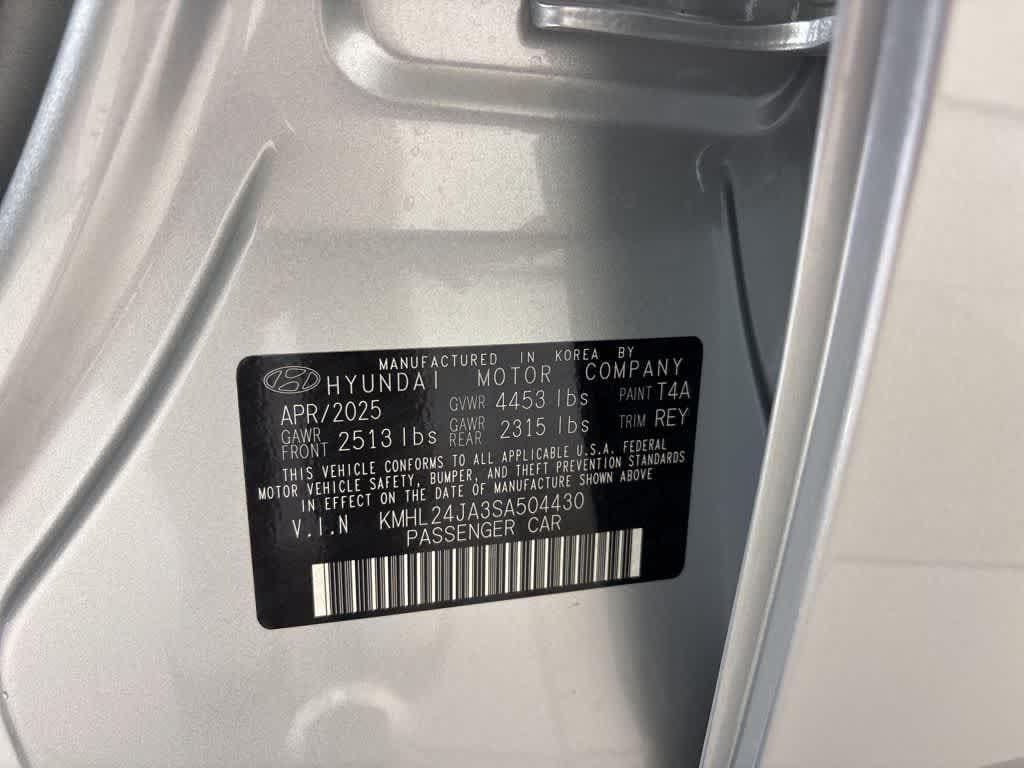 MANUFACTURED IN KOREA BY
HYUNDAI MOTOR COMPANY
APR/2025 GVWR 4453 lbs PAINT T4A
GAWR FRONT 2513 lbs GAWR REAR 2315 lbs TRIM REY
THIS VEHICLE CONFORMS TO ALL APPLICABLE U.S.A. FEDERAL
MOTOR VEHICLE SAFETY, BUMPER, AND THEFT PREVENTION STANDARDS
IN EFFECT ON THE DATE OF MANUFACTURE SHOWN ABOVE
V.I.N KMHL24JA3SA504430
PASSENGER CAR